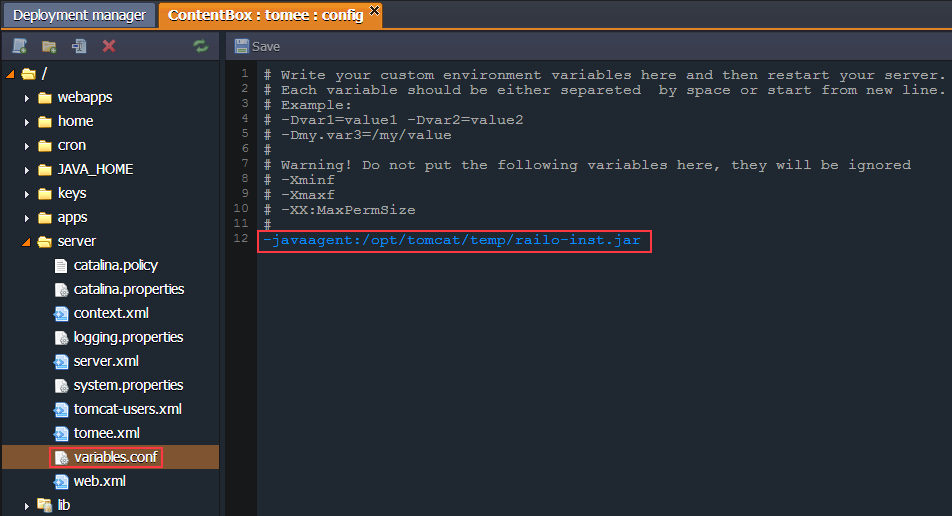 Deployment manager
ContentBox : tomee : config
Save
/
webapps
home
cron
JAVA_HOME
keys
apps
server
catalina.policy
catalina.properties
context.xml
logging.properties
server.xml
system.properties
tomcat-users.xml
tomee.xml
variables.conf
web.xml
lib
1 # Write your custom environment variables here and then restart your server.
2 # Each variable should be either separeted  by space or start from new line.
3 # Example:
4 # -Dvar1=value1 -Dvar2=value2
5 # -Dmy.var3=/my/value
6 #
7 # Warning! Do not put the following variables here, they will be ignored
8 # -Xminf
9 # -Xmaxf
10 # -XX:MaxPermSize
11 #
12 -javaagent:/opt/tomcat/temp/railo-inst.jar